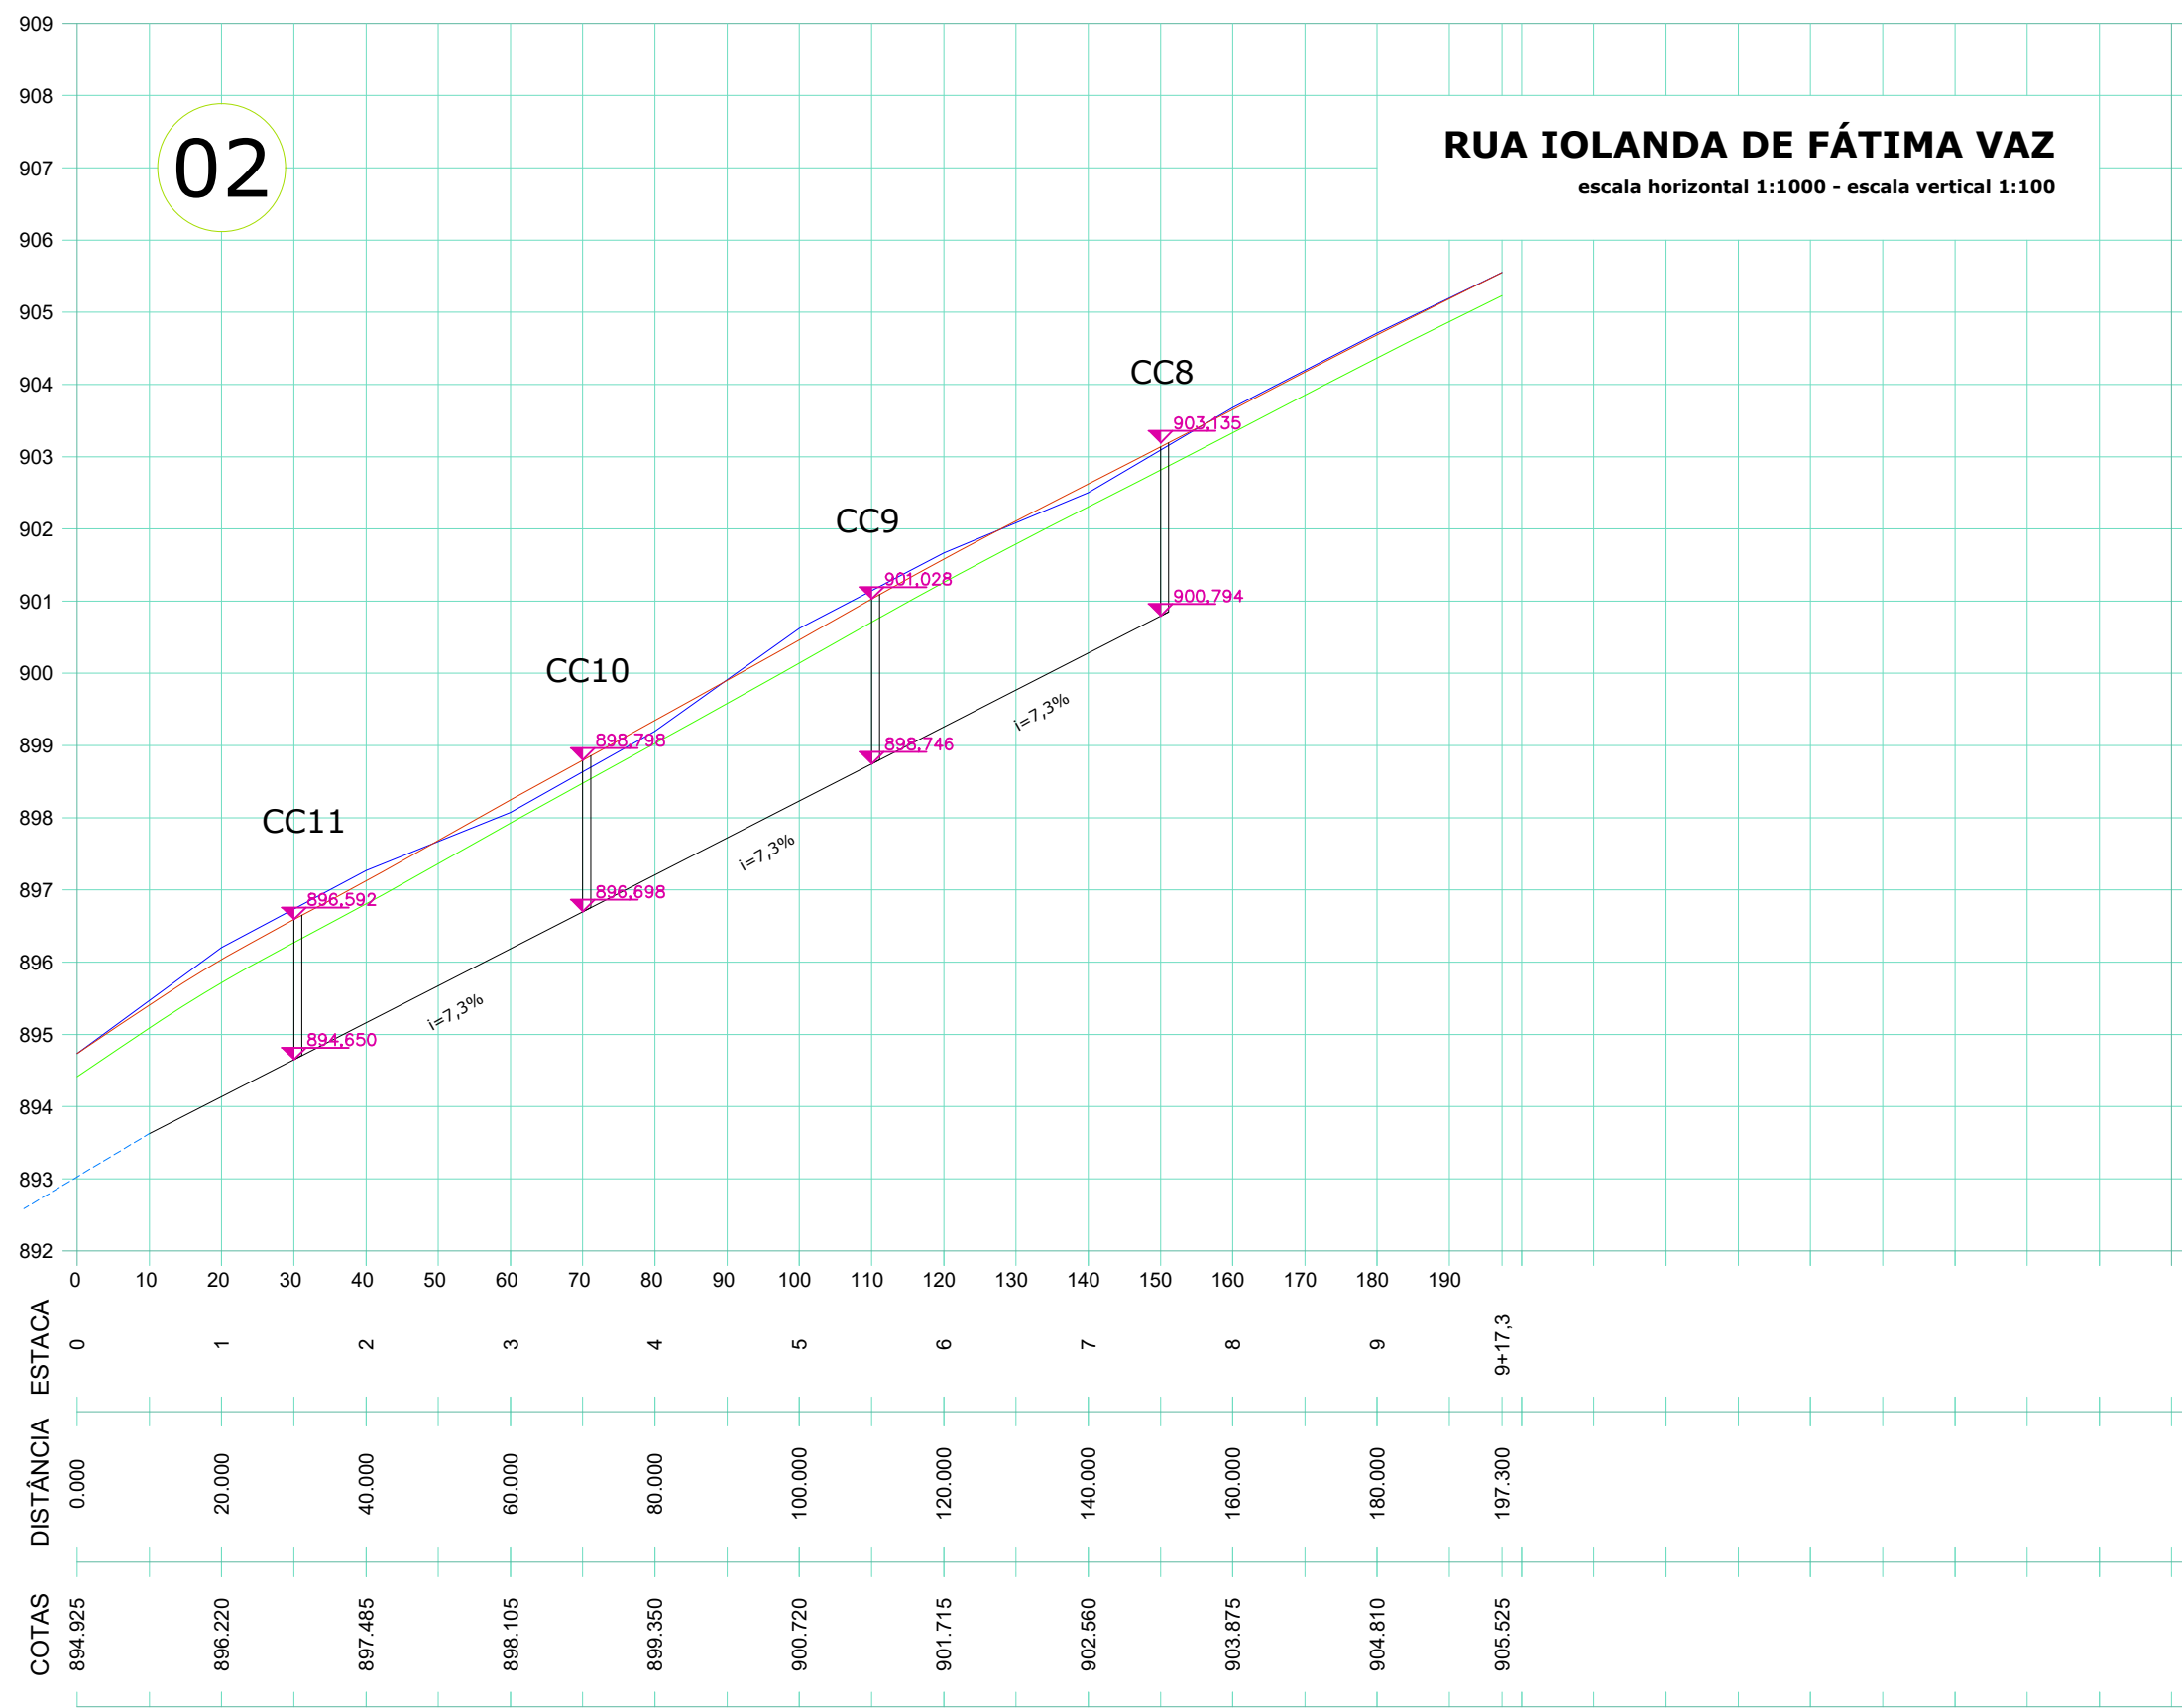 909
908
02
RUA IOLANDA DE FÁTIMA VAZ
907
escala horizontal 1:1000 - escala vertical 1:100
906
905
904
CC8
903,135
903
902
CC9
901,028
901
900,794
900
CC10
i=7,3%
899
898,798
898,746
898
CC11
i=7,3%
897
896,592
896,698
896
i=7,3%
895
894,650
894
893
892
0 10 20 30 40 50 60 70 80 90 100 110 120 130 140 150 160 170 180 190
ESTACA 0 1 2 3 4 5 6 7 8 9 9+17,3
DISTÂNCIA 0.000 20.000 40.000 60.000 80.000 100.000 120.000 140.000 160.000 180.000 197.300
COTAS 894.925 896.220 897.485 898.105 899.350 900.720 901.715 902.560 903.875 904.810 905.525